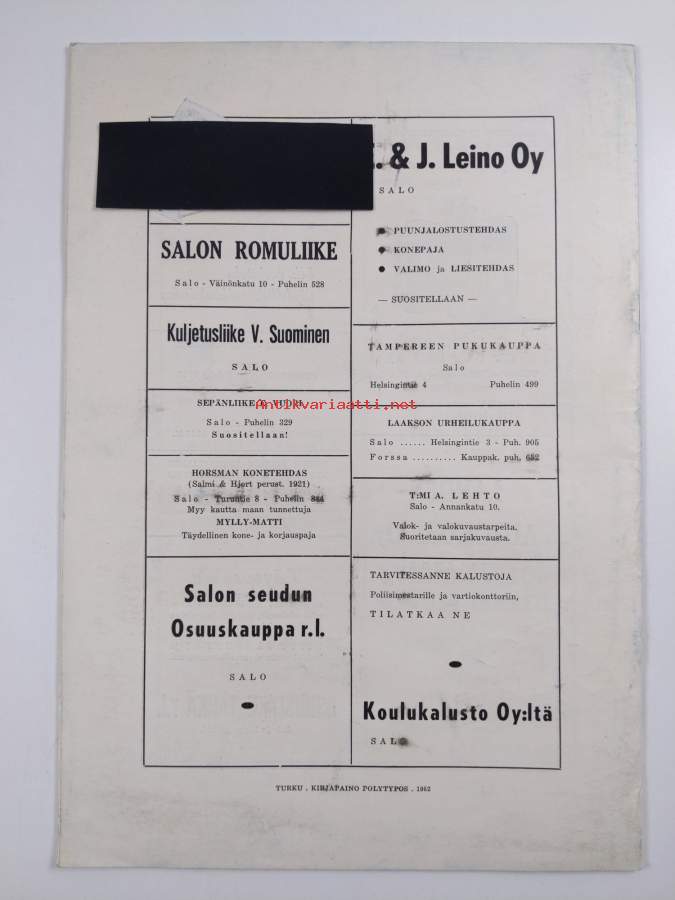 SALON ROMULIIKE
Salo - Väinönkatu 10 - Puhelin 528
Kuljetusliike V. Suominen
SALO
SEPÄNLIIKE
Salo - Puhelin 329
Suositellaan!
HORSMAN KONETEHDAS
(Salmi & Hjort perust. 1921)
Salo - Turuntie 8 - Puhelin
Myy kautta maan tunnettuja
MYLLY-MATTI
Täydellinen kone- ja korjauspaja
Salon seudun
Osuuskauppa r.l.
SALO
& J. Leino Oy
SALO
PUUNJALOSTUSTEHDAS
KONEPAJA
VALIMO ja LIESITEHDAS
— SUOSITELLAAN —
TAMPEREEN PUKUKAUPPA
Salo
Helsingintie 4 Puhelin 499
LAAKSON URHEILUKAUPPA
Salo ...... Helsingintie 3 - Puh. 905
Forssa .......... Kauppak. puh. 652
T:MI A. LEHTO
Salo - Annankatu 10.
Valok- ja valokuvaustarpeita.
Suoritetaan sarjakuvausta.
TARVITESSANNE KALUSTOJA
Poliisimestarille ja vartiokonttoriin,
TILATKAA NE
Koulukalusto Oy:ltä
SALO
TURKU . KIRJAPAINO POLYTYPOS . 1952
Antikvariaatti.net